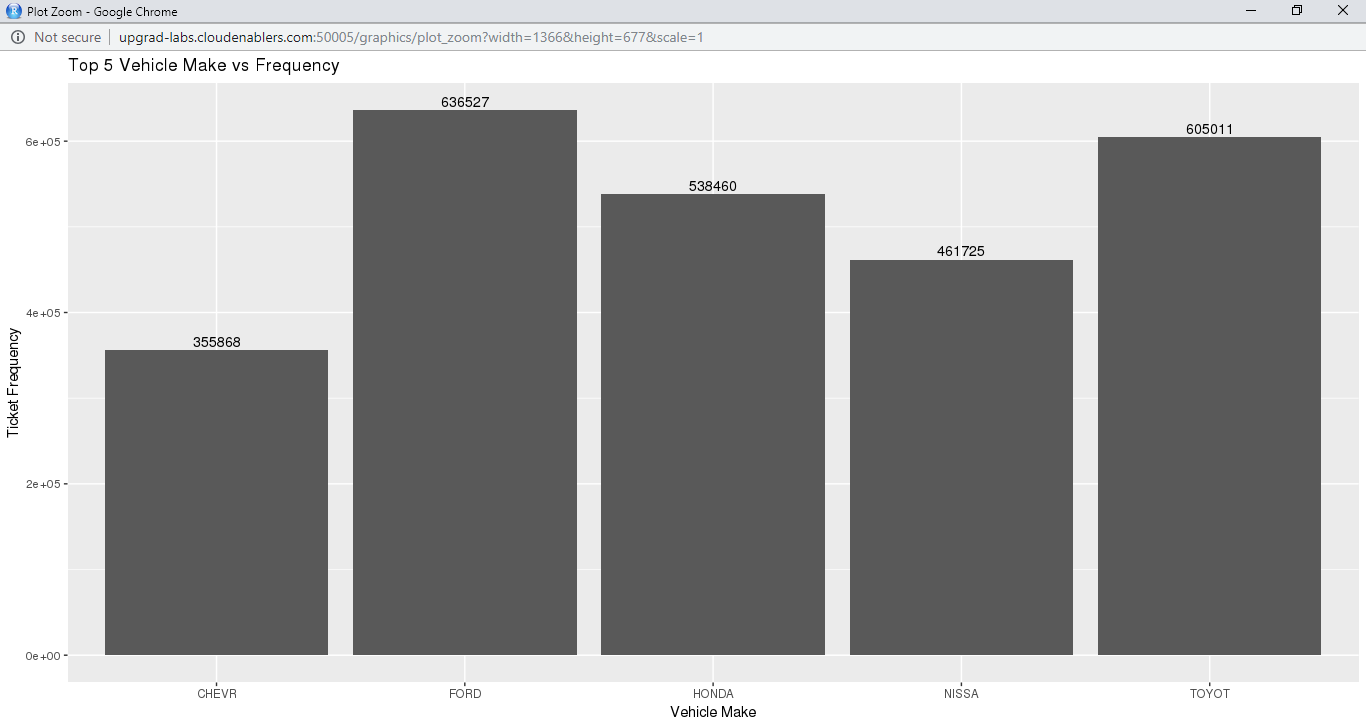 Plot Zoom - Google Chrome
Not secure | upgrad-labs.cloudenablers.com:50005/graphics/plot_zoom?width=1366&height=677&scale=1
Top 5 Vehicle Make vs Frequency
636527
605011
538460
461725
355868
6e+05
4e+05
2e+05
0e+00
Ticket Frequency
CHEVR FORD HONDA NISSA TOYOT
Vehicle Make